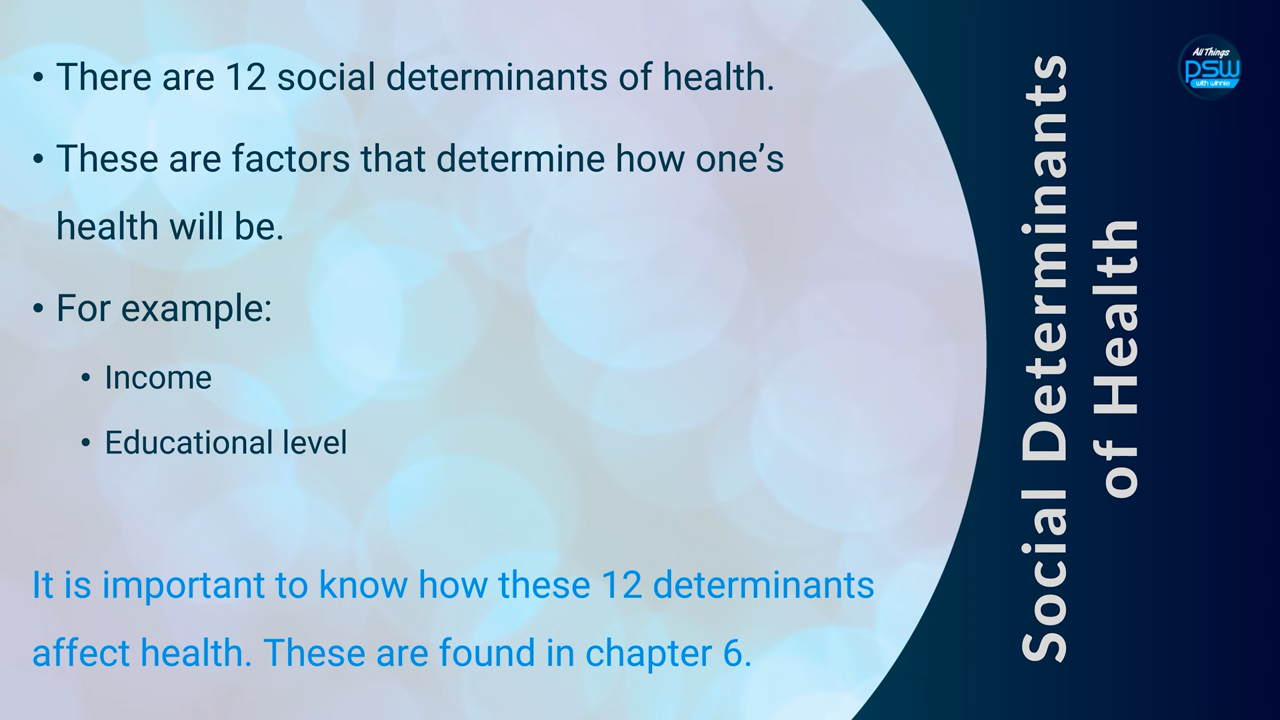 • There are 12 social determinants of health.
• These are factors that determine how one’s
health will be.
• For example:
• Income
• Educational level
It is important to know how these 12 determinants
affect health. These are found in chapter 6.
Social Determinants
of Health
All Things
PSW
with winnie